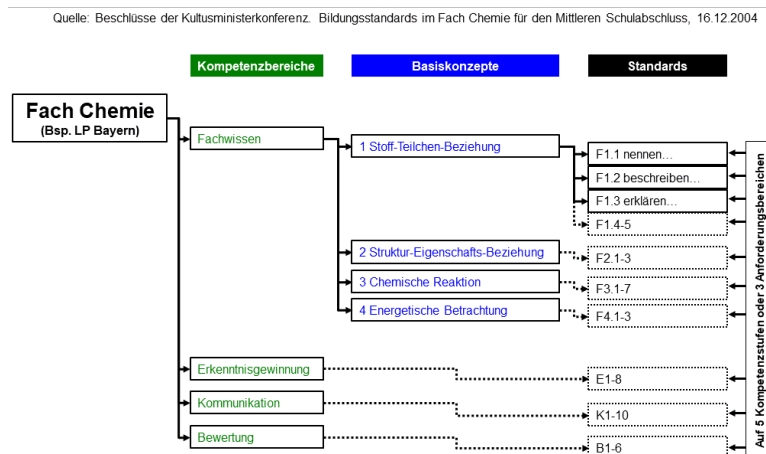 Quelle: Beschlüsse der Kultusministerkonferenz. Bildungsstandards im Fach Chemie für den Mittleren Schulabschluss, 16.12.2004
Kompetenzbereiche
Basiskonzepte
Standards
Fach Chemie
(Bsp. LP Bayern)
Fachwissen
1 Stoff-Teilchen-Beziehung
F1.1 nennen...
F1.2 beschreiben...
F1.3 erklären...
F1.4-5
2 Struktur-Eigenschafts-Beziehung
F2.1-3
3 Chemische Reaktion
F3.1-7
4 Energetische Betrachtung
F4.1-3
Erkenntnisgewinnung
E1-8
Kommunikation
K1-10
Bewertung
B1-6
Auf 5 Kompetenzstufen oder 3 Anforderungsbereichen